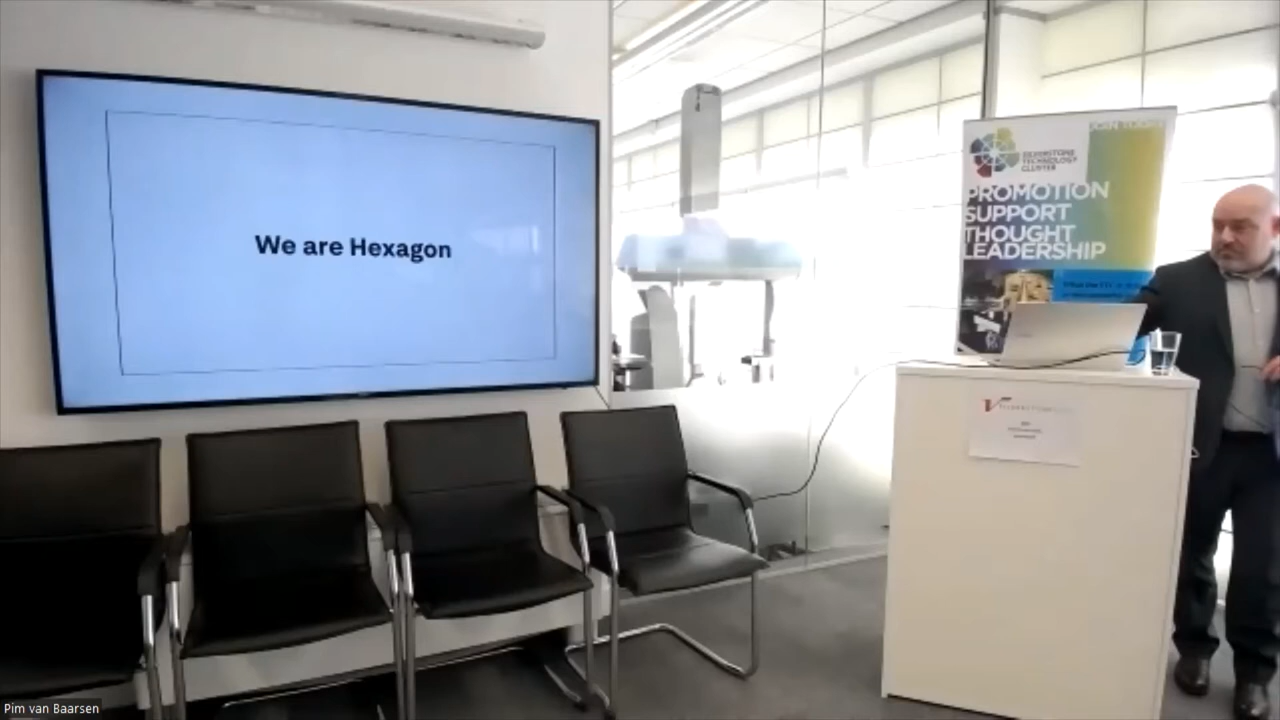 We are Hexagon
JOIN TODAY
SILVERSTONE
TECHNOLOGY
CLUSTER
PROMOTION
SUPPORT
THOUGHT
LEADERSHIP
Pim van Baarsen